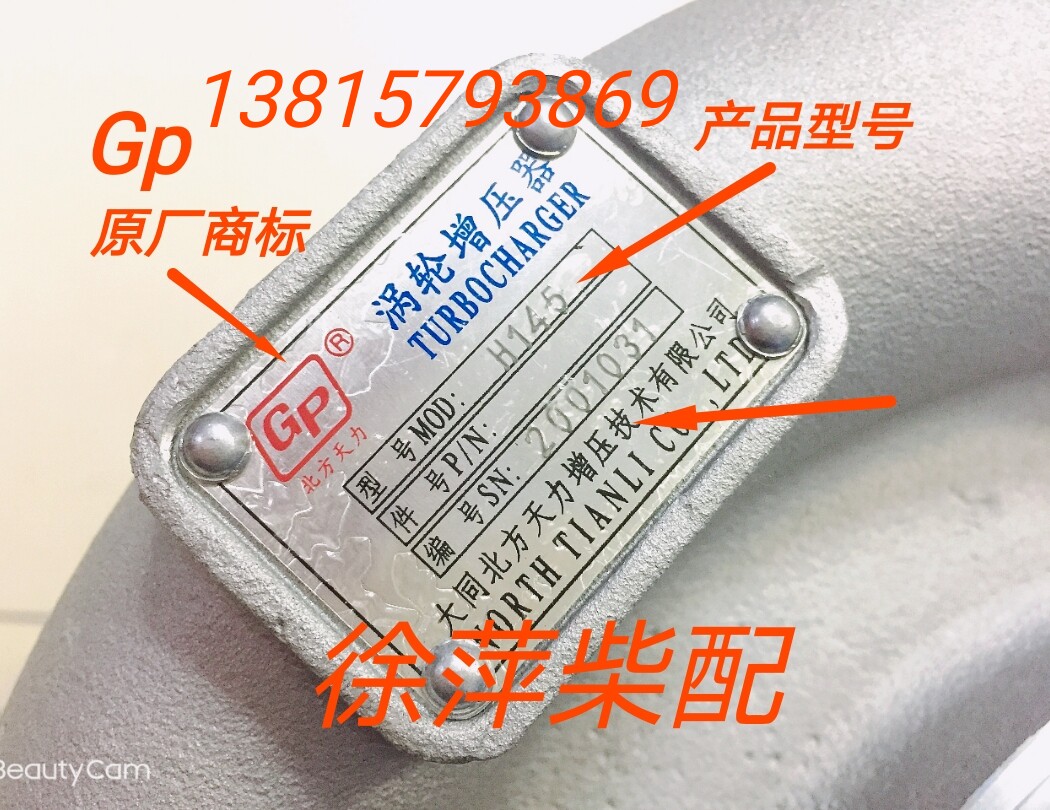 13815793869
Gp
产品型号
原厂商标
涡轮增压器
TURBOCHARGER
GP®
北方天力
型 号MOD: H145
件 号P/N:
编 号SN: 2001031
大同北方天力增压技术有限公司
NORTH TIANLI CO., LTD
徐萍柴配
BeautyCam